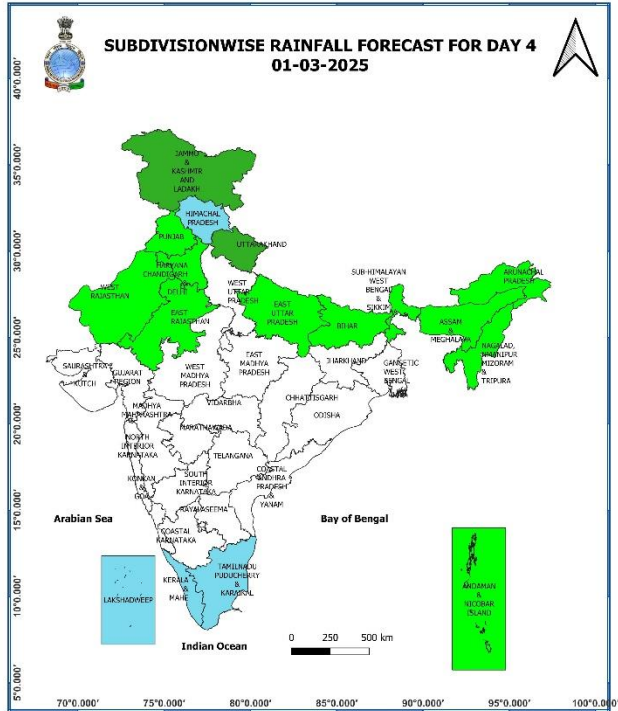 SUBDIVISIONWISE RAINFALL FORECAST FOR DAY 4
01-03-2025
40°0.000'
35°0.000'
30°0.000'
25°0.000'
20°0.000'
15°0.000'
10°0.000'
5°0.000'
JAMMU
&
KASHMIR
AND
LADAKH
HIMACHAL
PRADESH
PUNJAB
UTTARAKHAND
HARYANA
CHANDIGARH
&
DELHI
WEST
RAJASTHAN
EAST
RAJASTHAN
WEST
UTTAR
PRADESH
EAST
UTTAR
PRADESH
SUB-HIMALAYAN
WEST
BENGAL
&
SIKKIM
BIHAR
ARUNACHAL
PRADESH
ASSAM
&
MEGHALAYA
NAGALAD,
MANIPUR
MIZORAM
&
TRIPURA
SAURASHTRA
&
KUTCH
GUJARAT
REGION
WEST
MADHYA
PRADESH
EAST
MADHYA
PRADESH
JHARKHAND
GANGETIC
WEST
BENGAL
CHHATTISGARH
ODISHA
VIDARBHA
MADHYA
MAHARASHTRA
MARATHAWADA
NORTH
INTERIOR
KARNATAKA
TELANGANA
KONKAN
&
GOA
SOUTH
INTERIOR
KARNATAKA
COASTAL
ANDHRA
PRADESH
&
YANAM
RAYALASEEMA
COASTAL
KARNATAKA
Arabian Sea
Bay of Bengal
LAKSHADWEEP
KERALA
&
MAHE
TAMILNADU
PUDUCHERRY
&
KARAIKAL
ANDAMAN
&
NICOBAR
ISLAND
Indian Ocean
0 250 500 km
70°0.000' 75°0.000' 80°0.000' 85°0.000' 90°0.000' 95°0.000' 100°0.000'